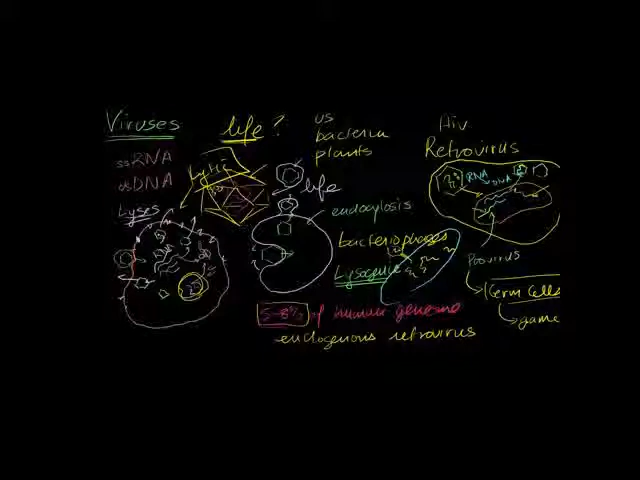 Viruses
life ?
us
bacteria
plants
HIV
Retrovirus
ssRNA
dsDNA
Lyses
Lytic
life
endocytosis
bacteriophages
Lysogenic
RNA
DNA
Provirus
Germ Cells
game
5-8% of human genome
endogenous retrovirus